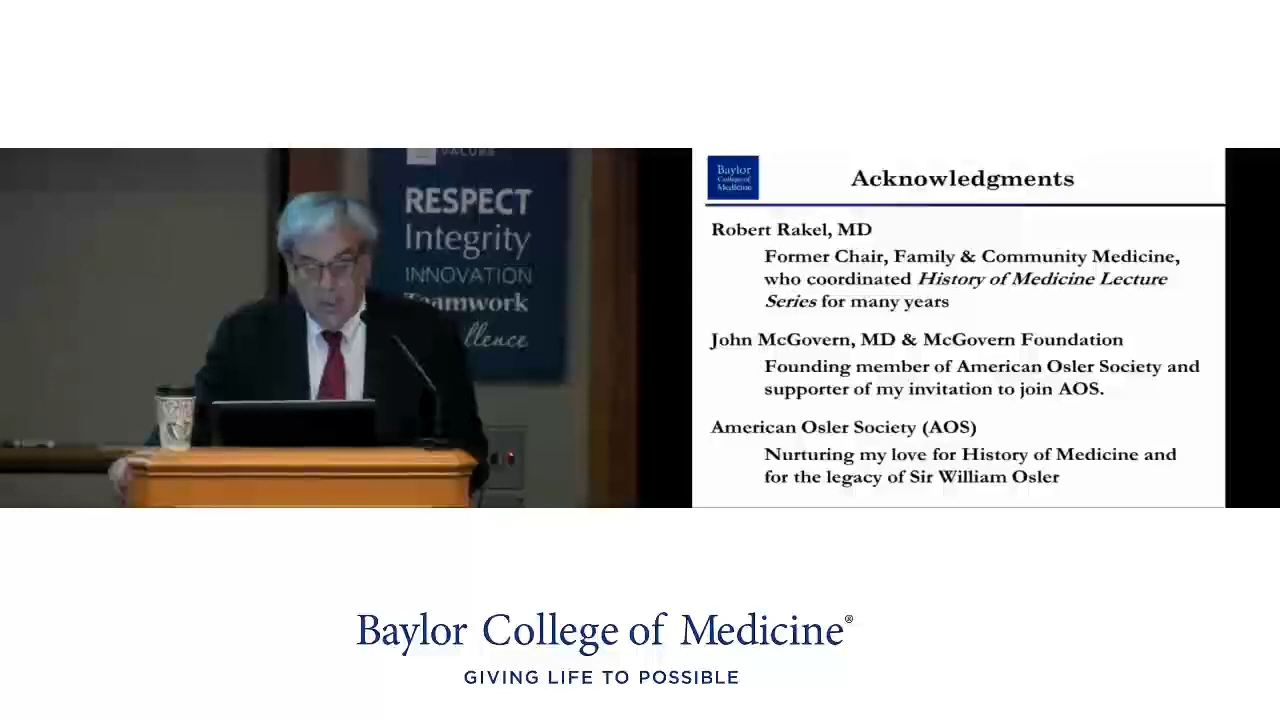 VALUES
RESPECT
Integrity
INNOVATION
Teamwork
Baylor
College of
Medicine
Acknowledgments
Robert Rakel, MD
Former Chair, Family & Community Medicine,
who coordinated History of Medicine Lecture
Series for many years
John McGovern, MD & McGovern Foundation
Founding member of American Osler Society and
supporter of my invitation to join AOS.
American Osler Society (AOS)
Nurturing my love for History of Medicine and
for the legacy of Sir William Osler
Baylor College of Medicine®
GIVING LIFE TO POSSIBLE